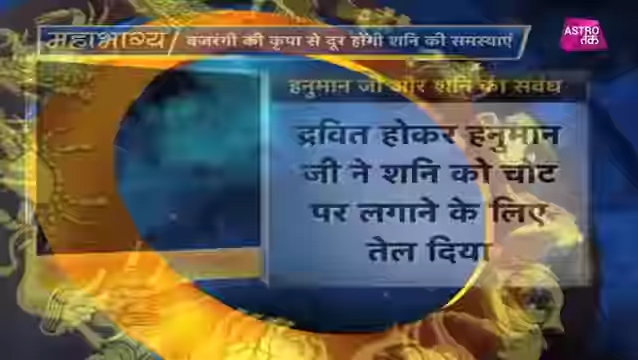 महाभाग्य / बजरंगी की कृपा से दूर होंगी शनि की समस्याएं
ASTRO
तक
हनुमान जी और शनि का संबंध
द्रवित होकर हनुमान
जी ने शनि को चोट
पर लगाने के लिए
तेल दिया